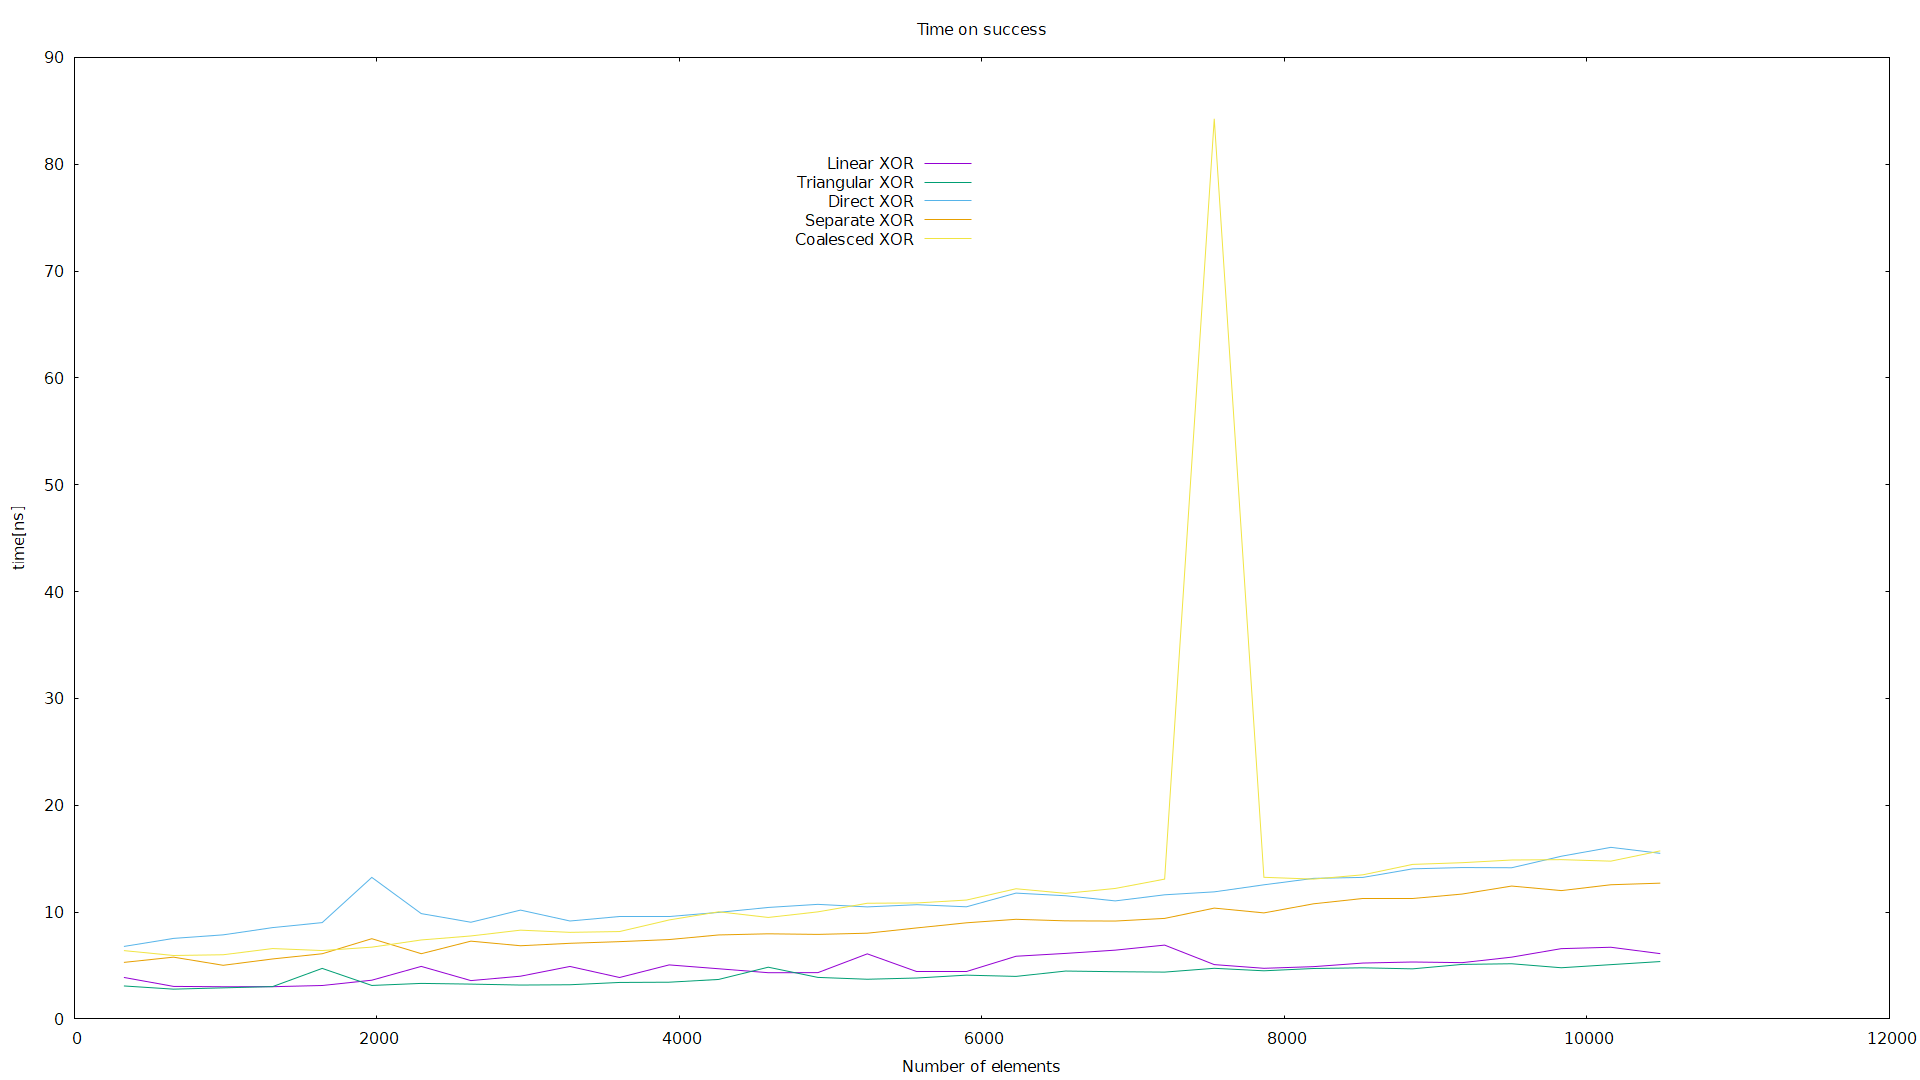 Time on success
90
80
70
60
50
40
30
20
10
0
time[ns]
Linear XOR
Triangular XOR
Direct XOR
Separate XOR
Coalesced XOR
0 2000 4000 6000 8000 10000 12000
Number of elements